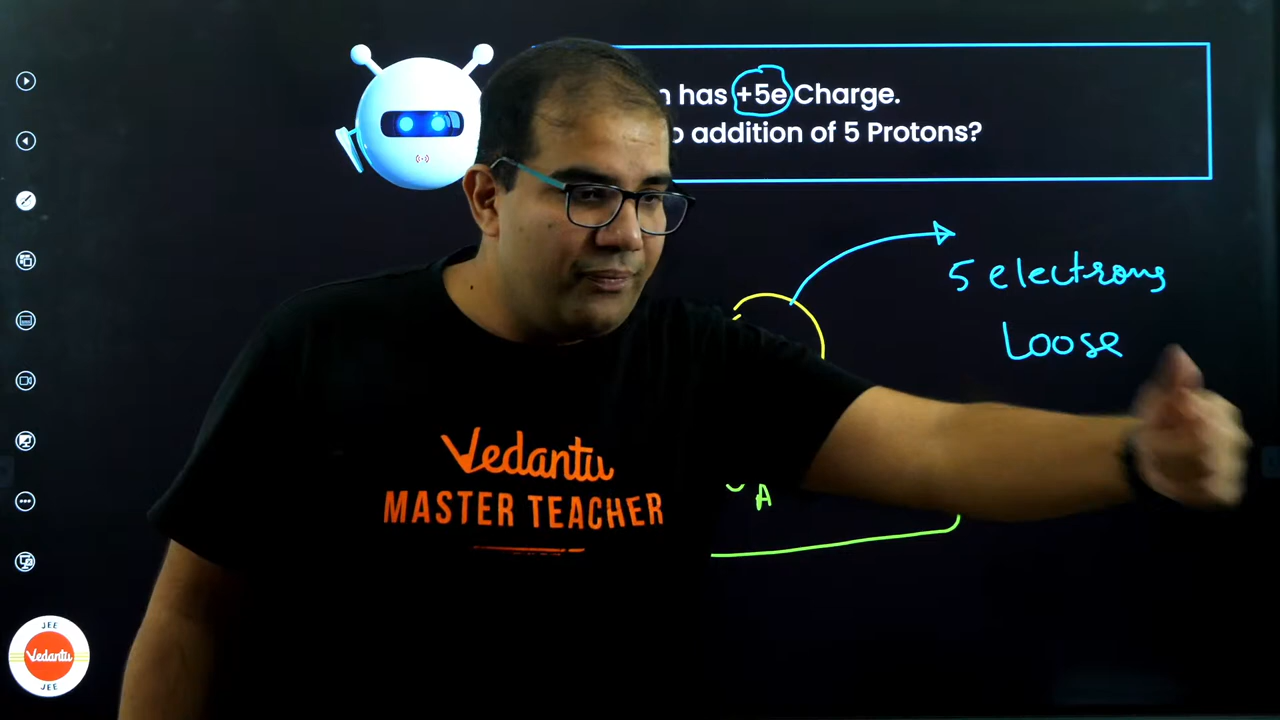 has +5e Charge.
addition of 5 Protons?
5 electrons
Loose
A
Vedantu
MASTER TEACHER
JEE
Vedantu
JEE